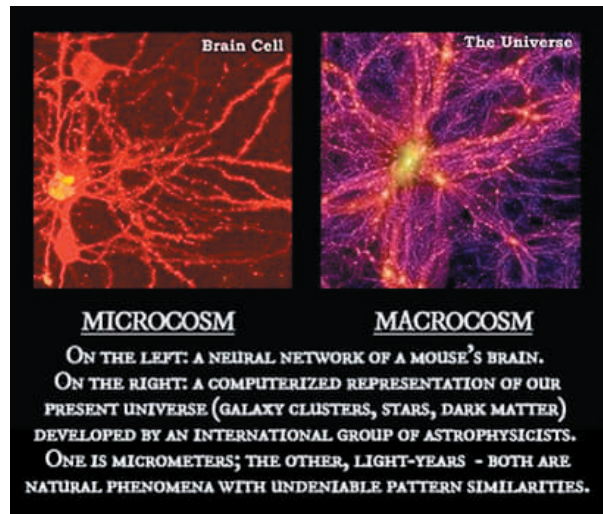 Brain Cell
The Universe
MICROCOSM
MACROCOSM
ON THE LEFT: A NEURAL NETWORK OF A MOUSE'S BRAIN.
ON THE RIGHT: A COMPUTERIZED REPRESENTATION OF OUR
PRESENT UNIVERSE (GALAXY CLUSTERS, STARS, DARK MATTER)
DEVELOPED BY AN INTERNATIONAL GROUP OF ASTROPHYSICISTS.
ONE IS MICROMETERS; THE OTHER, LIGHT-YEARS - BOTH ARE
NATURAL PHENOMENA WITH UNDENIABLE PATTERN SIMILARITIES.